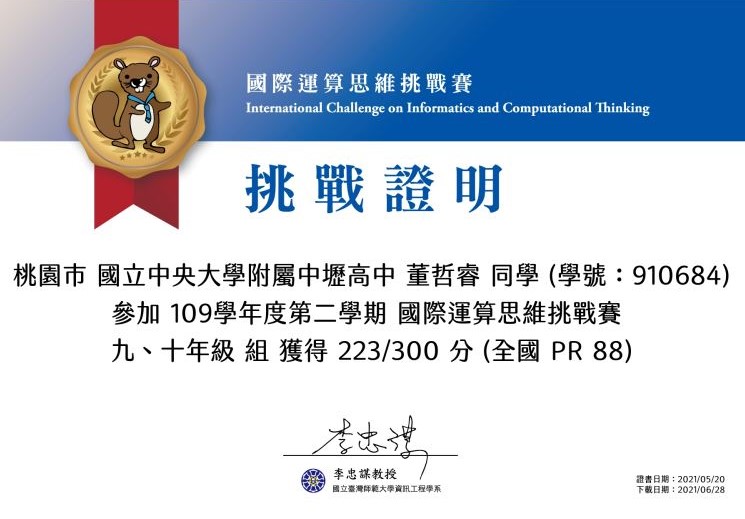 國際運算思維挑戰賽
International Challenge on Informatics and Computational Thinking
挑戰證明
桃園市 國立中央大學附屬中壢高中 董哲睿 同學 (學號：910684)
參加 109學年度第二學期 國際運算思維挑戰賽
九、十年級 組 獲得 223/300 分 (全國 PR 88)
李忠謀
李忠謀教授
國立臺灣師範大學資訊工程學系
證書日期：2021/05/20
下載日期：2021/06/28